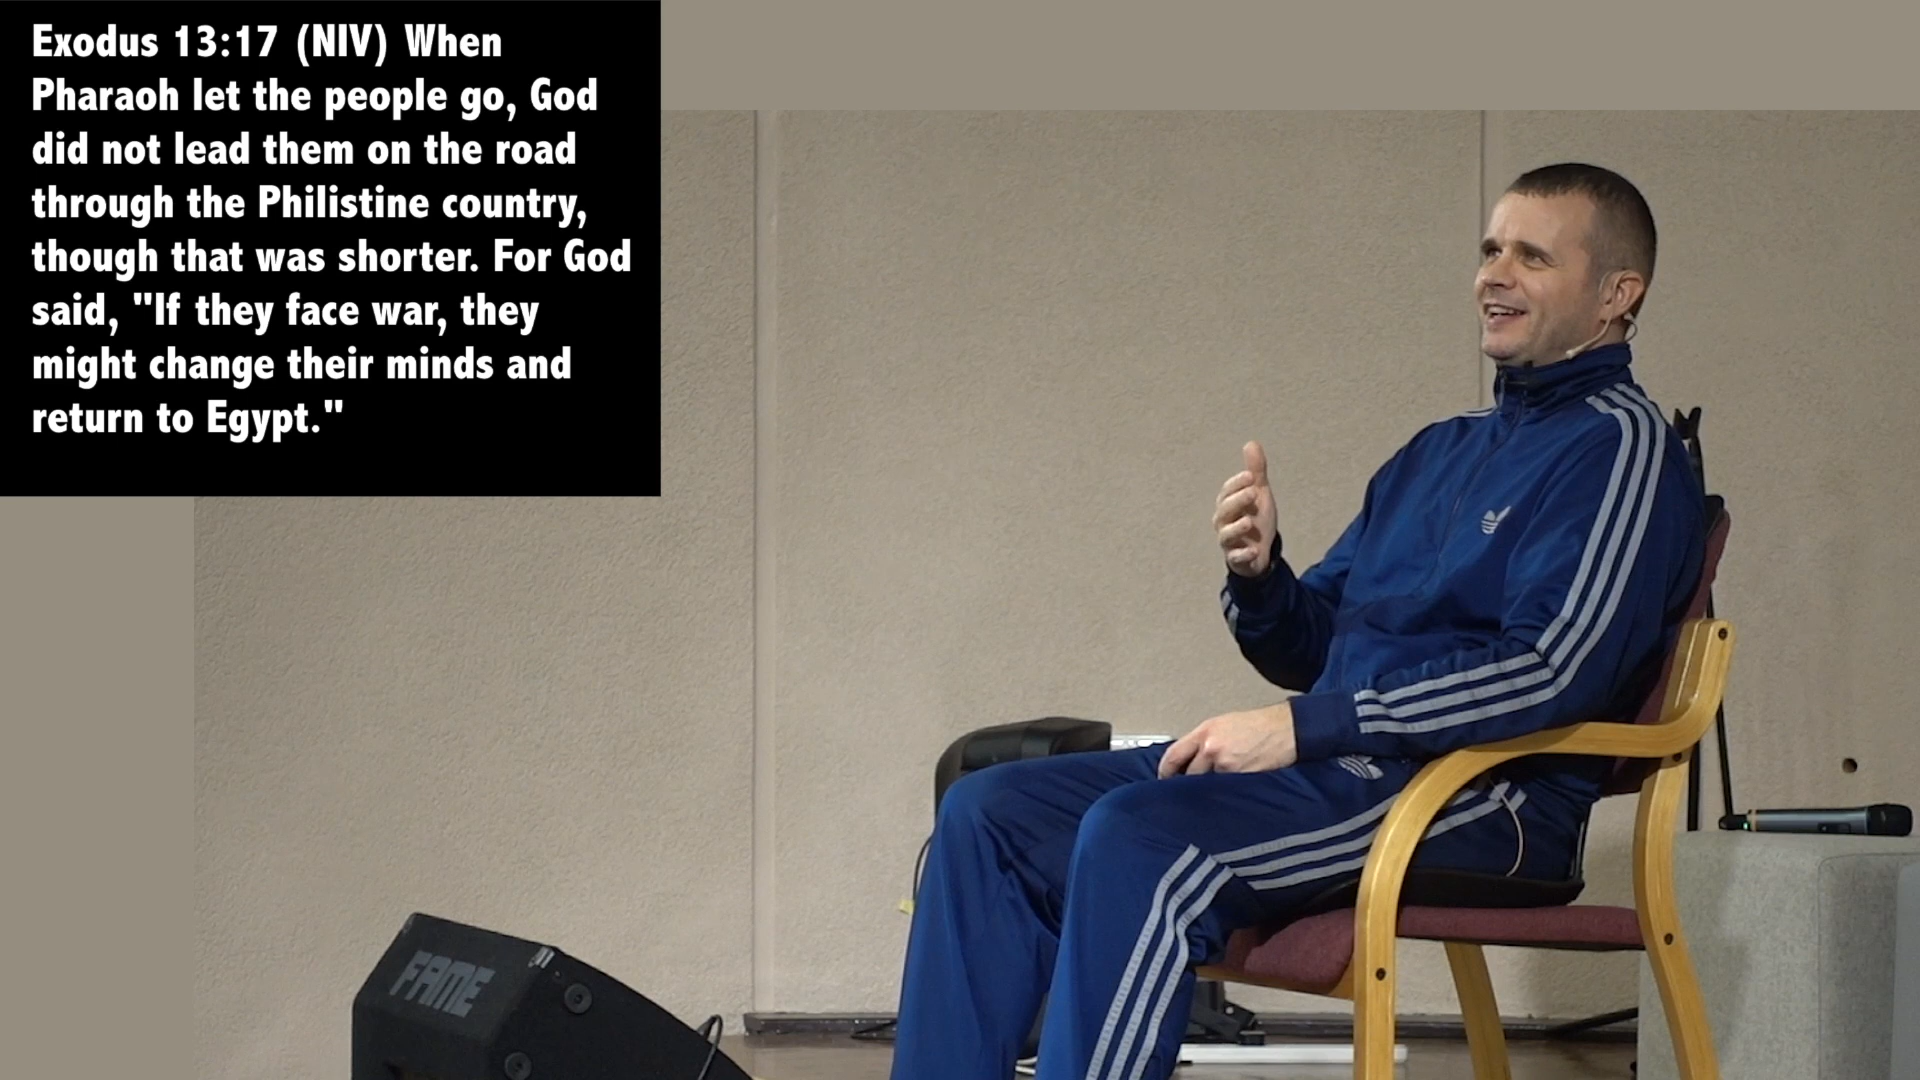 Exodus 13:17 (NIV) When
Pharaoh let the people go, God
did not lead them on the road
through the Philistine country,
though that was shorter. For God
said, "If they face war, they
might change their minds and
return to Egypt."
FAME